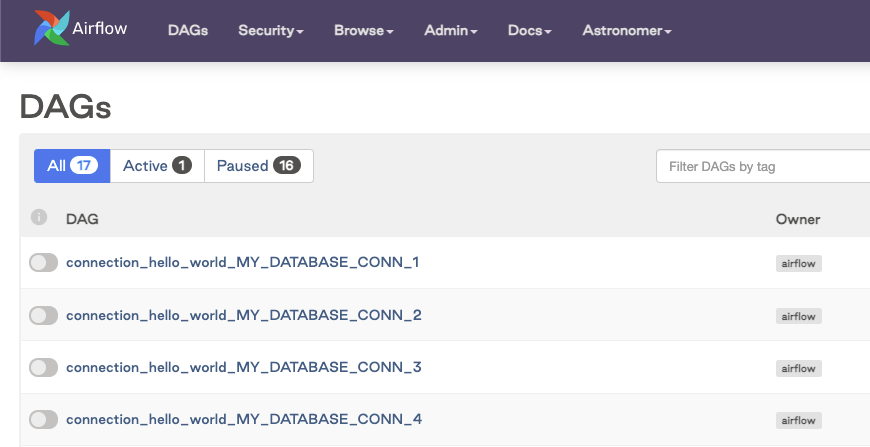 Airflow DAGs Security Browse Admin Docs Astronomer
DAGs
All 17 Active 1 Paused 16 Filter DAGs by tag
i DAG Owner
connection_hello_world_MY_DATABASE_CONN_1 airflow
connection_hello_world_MY_DATABASE_CONN_2 airflow
connection_hello_world_MY_DATABASE_CONN_3 airflow
connection_hello_world_MY_DATABASE_CONN_4 airflow